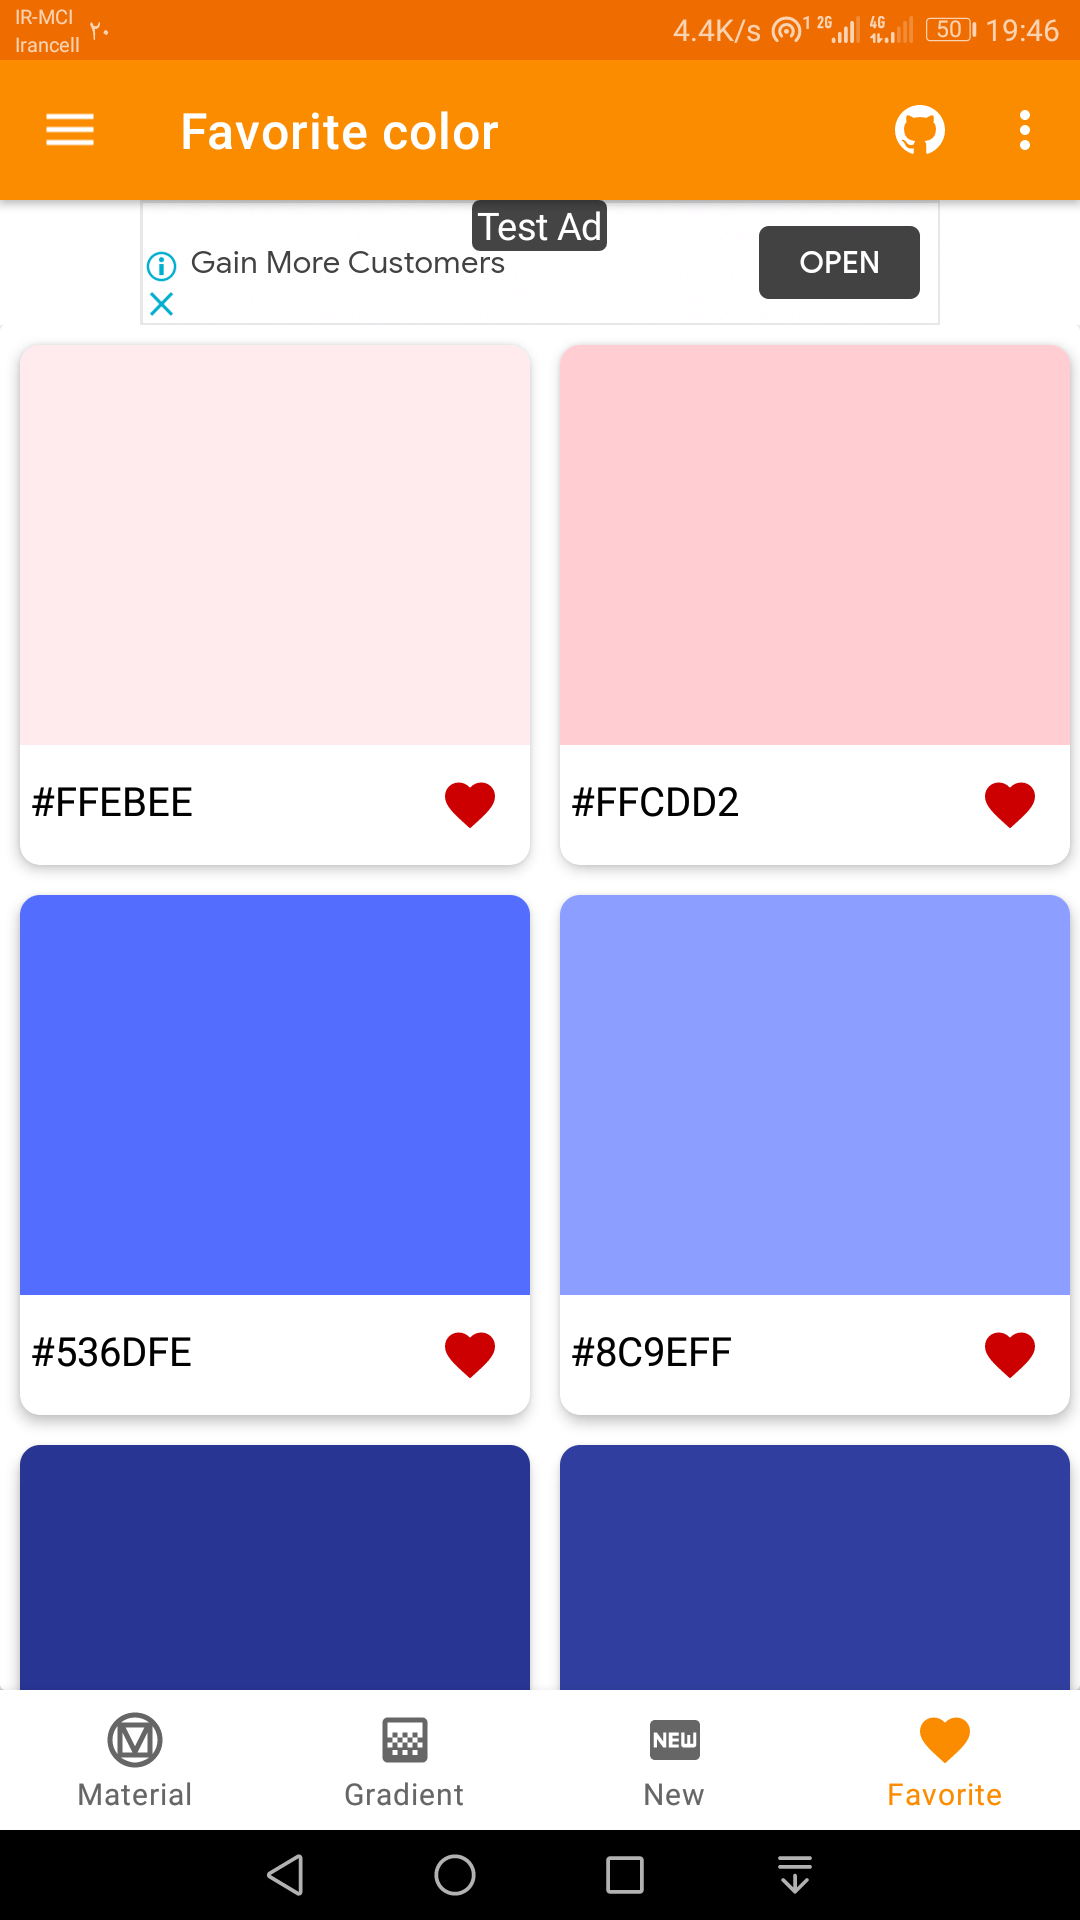 IR-MCI
Irancell
۲۰
4.4K/s 1 2G 4G 50 19:46
Favorite color
Test Ad
Gain More Customers
OPEN
#FFEBEE
#FFCDD2
#536DFE
#8C9EFF
NEW
Material
Gradient
New
Favorite